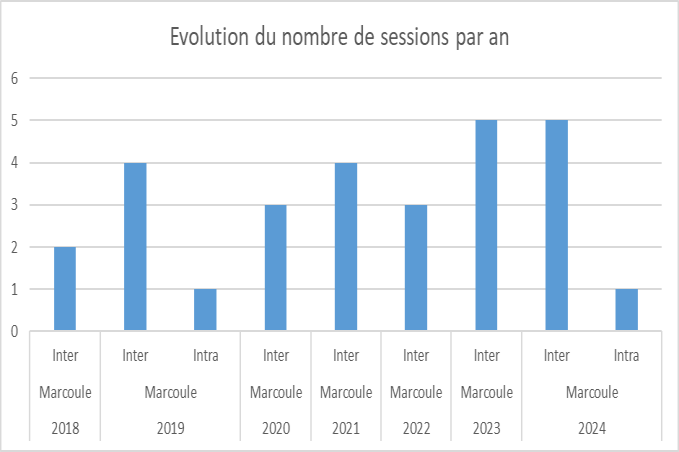 Evolution du nombre de sessions par an
6
5
4
3
2
1
0
Inter Inter Intra Inter Inter Inter Inter Inter Intra
Marcoule Marcoule Marcoule Marcoule Marcoule Marcoule Marcoule
2018 2019 2020 2021 2022 2023 2024